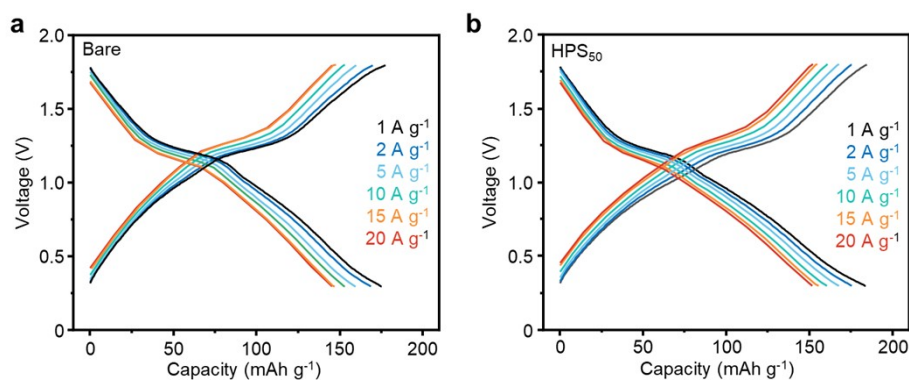 a
Bare
2.0
1.5
1.0
0.5
0
Voltage (V)
1 A g-1
2 A g-1
5 A g-1
10 A g-1
15 A g-1
20 A g-1
0 50 100 150 200
Capacity (mAh g-1)
b
HPS50
2.0
1.5
1.0
0.5
0
Voltage (V)
1 A g-1
2 A g-1
5 A g-1
10 A g-1
15 A g-1
20 A g-1
0 50 100 150 200
Capacity (mAh g-1)